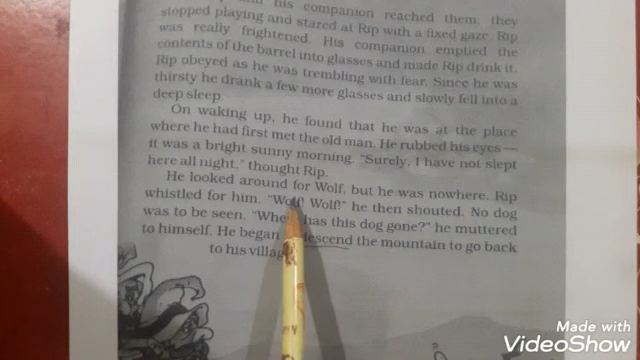 his companion reached them, they
stopped playing and stared at Rip with a fixed gaze. Rip
was really frightened. His companion emptied the
contents of the barrel into glasses and made Rip drink it.
Rip obeyed as he was trembling with fear. Since he was
thirsty he drank a few more glasses and slowly fell into a
deep sleep.
On waking up, he found that he was at the place
where he had first met the old man. He rubbed his eyes—
it was a bright sunny morning. "Surely, I have not slept
here all night," thought Rip.
He looked around for Wolf, but he was nowhere. Rip
whistled for him. "Wolf! Wolf!" he then shouted. No dog
was to be seen. "Where has this dog gone?" he muttered
to himself. He began descend the mountain to go back
to his village
Made with
VideoShow